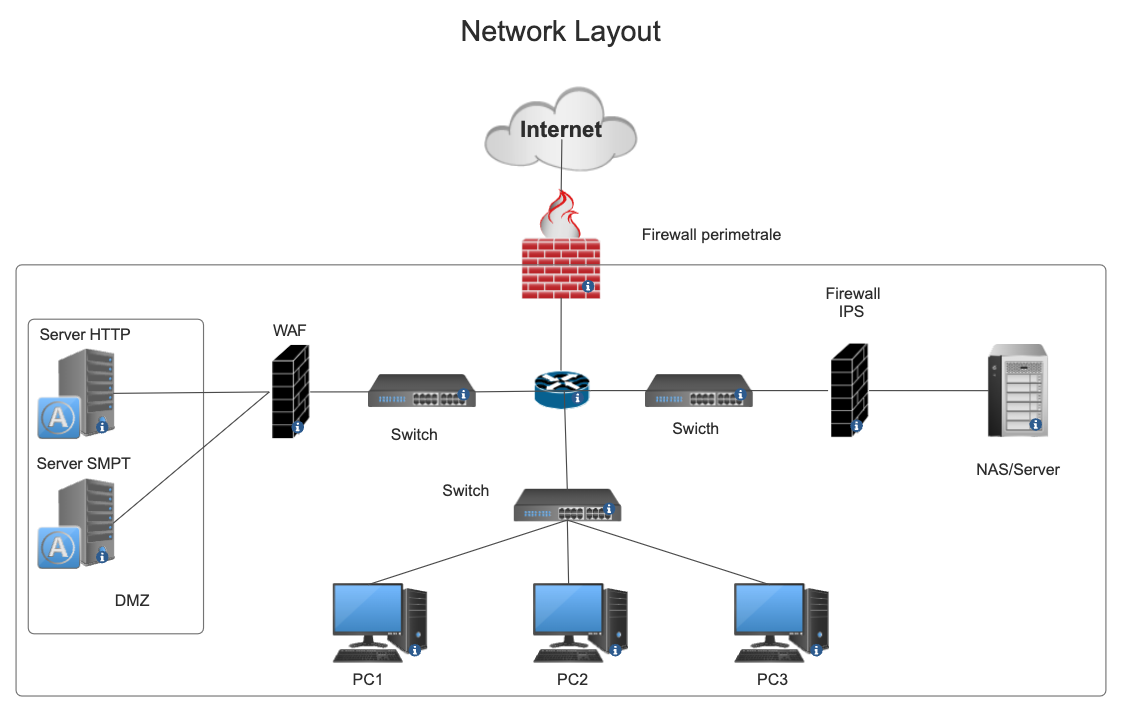 Network Layout
Internet
Firewall perimetrale
Firewall
IPS
Server HTTP
WAF
Switch
Swicth
Server SMPT
Switch
NAS/Server
DMZ
PC1
PC2
PC3